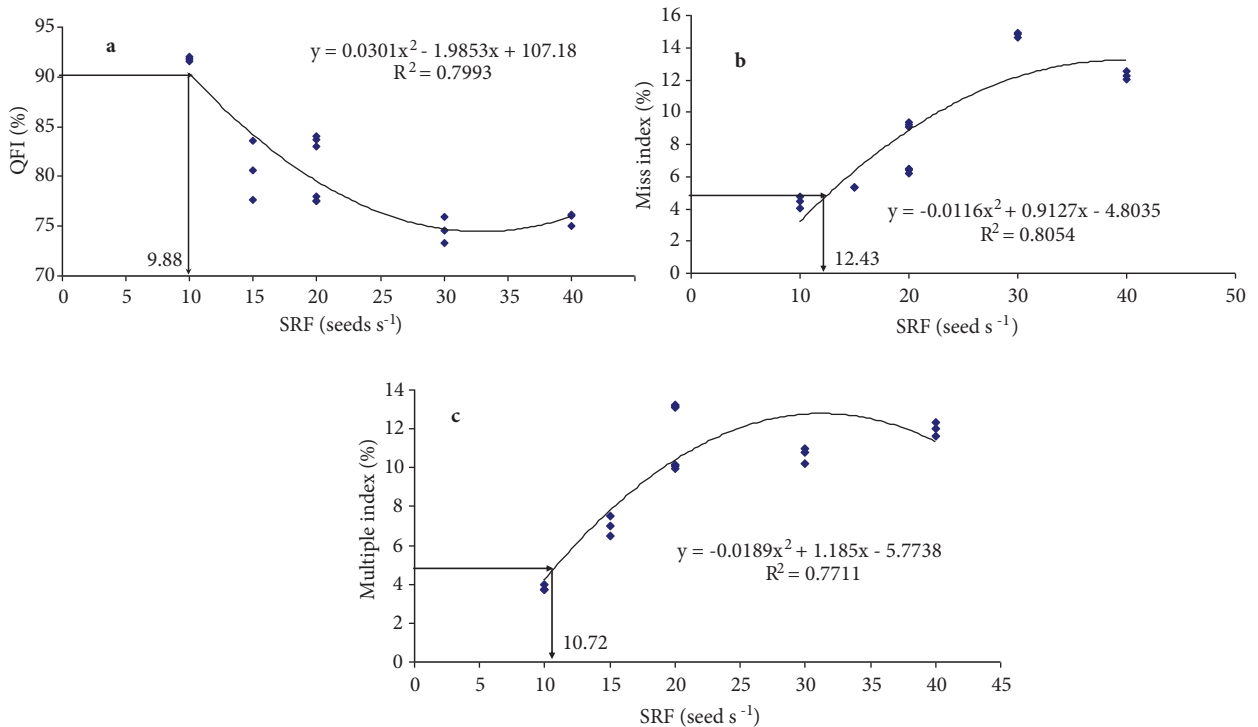 a
y = 0.0301x² - 1.9853x + 107.18
R² = 0.7993
QFI (%)
95
90
85
80
75
70
9.88
0 5 10 15 20 25 30 35 40
SRF (seeds s⁻¹)
b
Miss index (%)
16
14
12
10
8
6
4
2
0
y = -0.0116x² + 0.9127x - 4.8035
R² = 0.8054
12.43
0 10 20 30 40 50
SRF (seed s⁻¹)
c
Multiple index (%)
14
12
10
8
6
4
2
0
y = -0.0189x² + 1.185x - 5.7738
R² = 0.7711
10.72
0 5 10 15 20 25 30 35 40 45
SRF (seed s⁻¹)